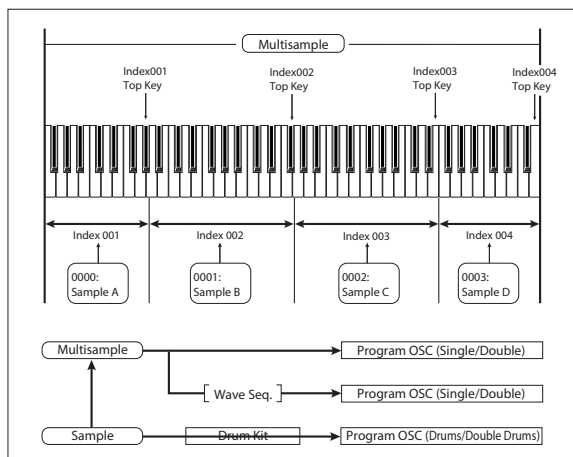 Multisample
Index001 Index002 Index003 Index004
Top Key Top Key Top Key Top Key
Index 001 Index 002 Index 003 Index 004
0000: 0001: 0002: 0003:
Sample A Sample B Sample C Sample D
Multisample Program OSC (Single/Double)
Wave Seq. Program OSC (Single/Double)
Sample Drum Kit Program OSC (Drums/Double Drums)